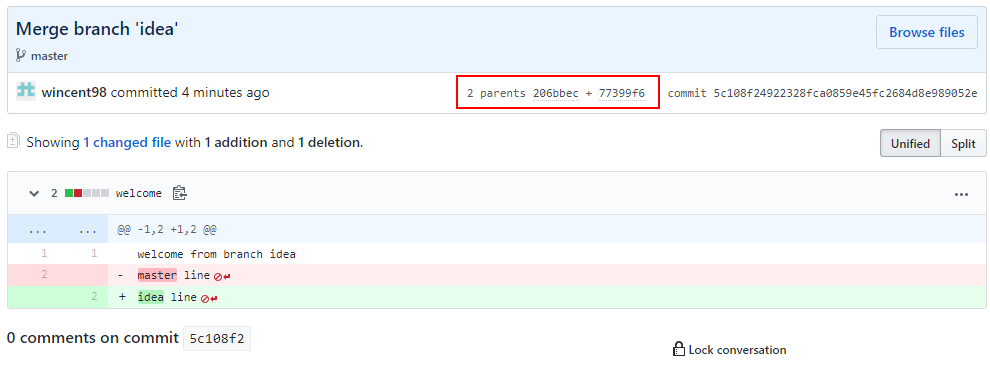 Merge branch 'idea'
Browse files
master
wincent98 committed 4 minutes ago
2 parents 206bbec + 77399f6 commit 5c108f24922328fca0859e45fc2684d8e989052e
Showing 1 changed file with 1 addition and 1 deletion.
Unified Split
2 welcome
... ... @@ -1,2 +1,2 @@
1 1 welcome from branch idea
2 - master line
2 + idea line
0 comments on commit 5c108f2
Lock conversation